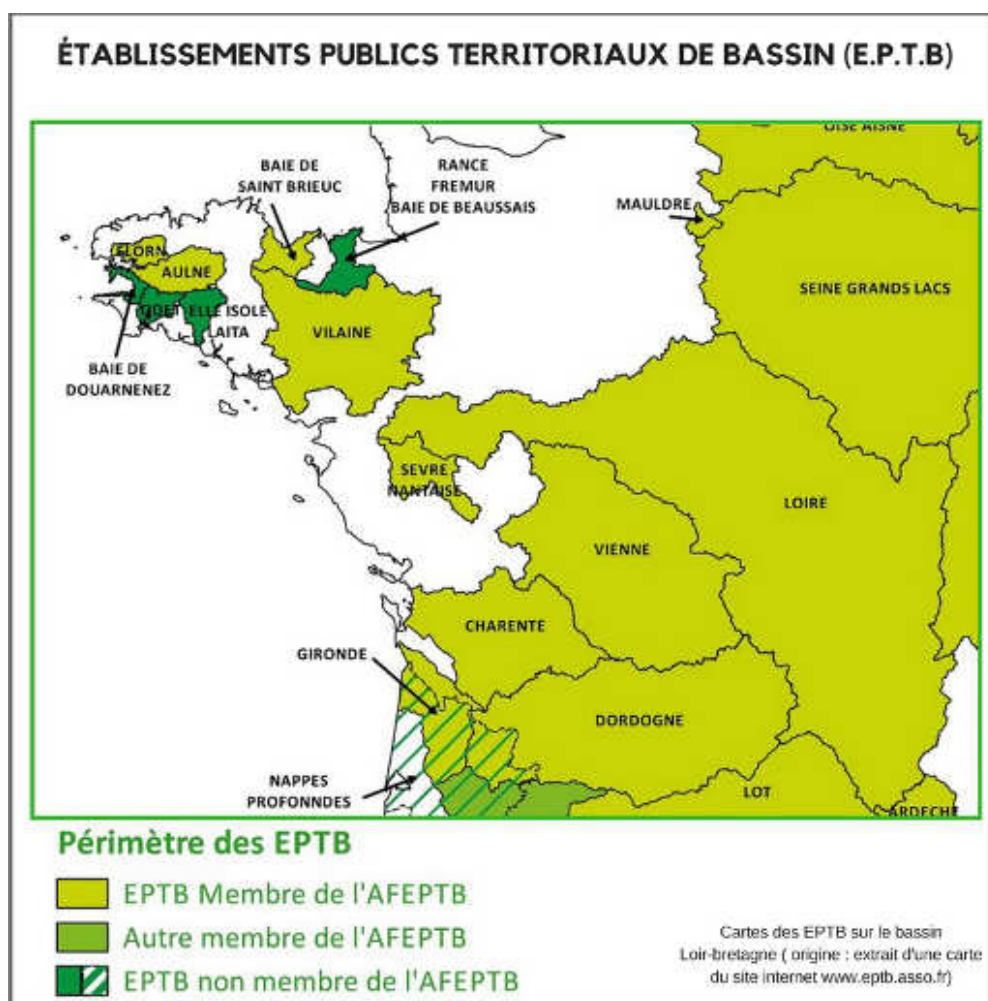 ÉTABLISSEMENTS PUBLICS TERRITORIAUX DE BASSIN (E.P.T.B)
OISE AISNE
BAIE DE
SAINT BRIEUC
RANCE
FREMUR
BAIE DE BEAUSSAIS
MAULDRE
ELORN
AULNE
SEINE GRANDS LACS
ODET
ELLE ISOLE
LAITA
VILAINE
BAIE DE
DOUARNENEZ
SEVRE
NANTAISE
LOIRE
VIENNE
CHARENTE
GIRONDE
DORDOGNE
NAPPES
PROFONNDES
LOT
ARDECHE
Périmètre des EPTB
EPTB Membre de l'AFEPTB
Autre membre de l'AFEPTB
EPTB non membre de l'AFEPTB
Cartes des EPTB sur le bassin
Loir-bretagne ( origine : extrait d'une carte
du site internet www.eptb.asso.fr)